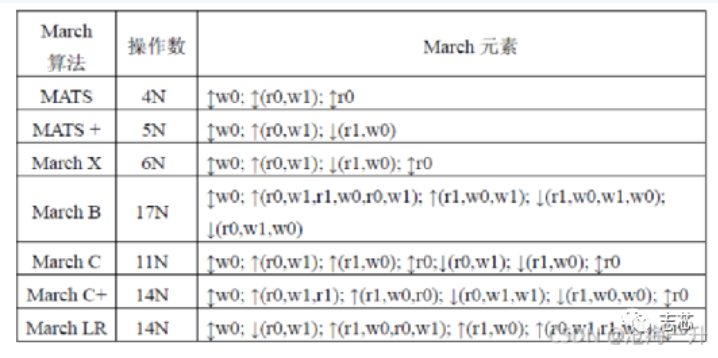 March 算法 操作数 March 元素
MATS 4N ↕w0; ↑(r0,w1); ↕r0
MATS + 5N ↕w0; ↑(r0,w1); ↓(r1,w0)
March X 6N ↕w0; ↑(r0,w1); ↓(r1,w0); ↕r0
March B 17N ↕w0; ↑(r0,w1,r1,w0,r0,w1); ↑(r1,w0,w1); ↓(r1,w0,w1,w0);
↓(r0,w1,w0)
March C 11N ↕w0; ↑(r0,w1); ↑(r1,w0); ↕r0;↓(r0,w1); ↓(r1,w0); ↕r0
March C+ 14N ↕w0; ↑(r0,w1,r1); ↑(r1,w0,r0); ↓(r0,w1,w1); ↓(r1,w0,w0); ↕r0
March LR 14N ↕w0; ↓(r0,w1); ↑(r1,w0,r0,w1); ↑(r1,w0); ↑(r0,w1,r1,w
志芯